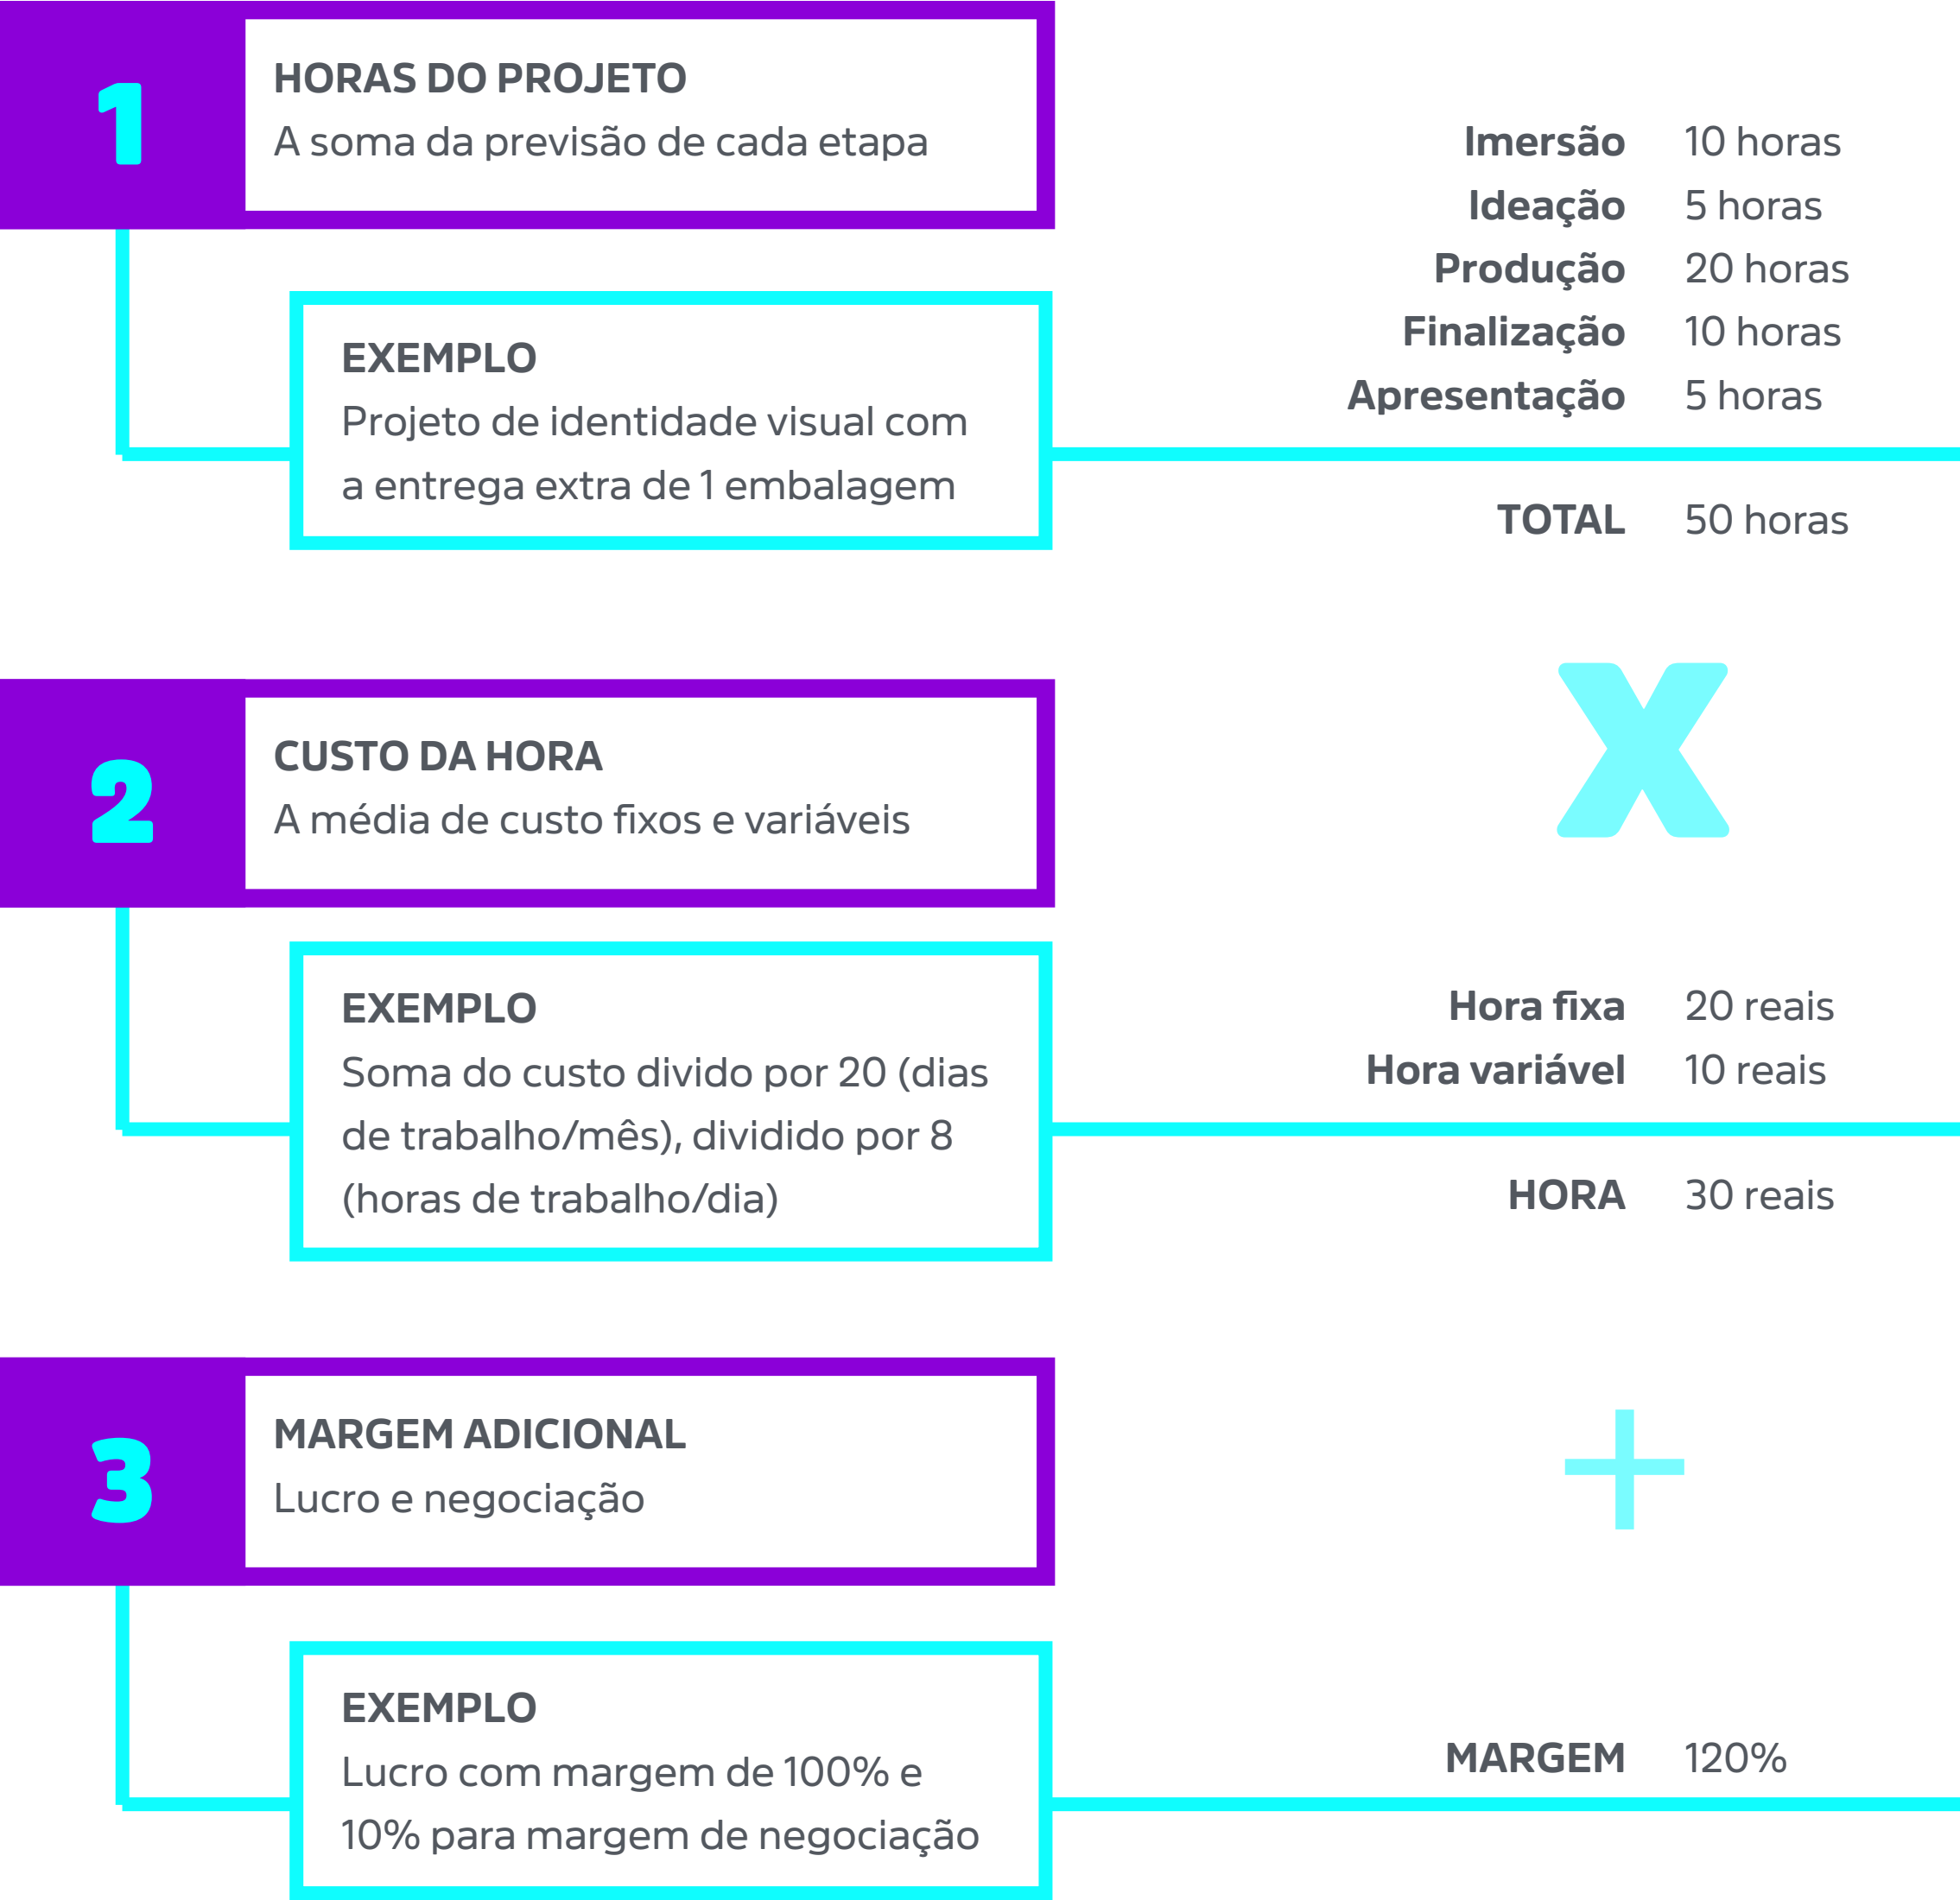 1
HORAS DO PROJETO
A soma da previsão de cada etapa
EXEMPLO
Projeto de identidade visual com
a entrega extra de 1 embalagem
Imersão 10 horas
Ideação 5 horas
Produção 20 horas
Finalização 10 horas
Apresentação 5 horas
TOTAL 50 horas
X
2
CUSTO DA HORA
A média de custo fixos e variáveis
EXEMPLO
Soma do custo divido por 20 (dias
de trabalho/mês), dividido por 8
(horas de trabalho/dia)
Hora fixa 20 reais
Hora variável 10 reais
HORA 30 reais
+
3
MARGEM ADICIONAL
Lucro e negociação
EXEMPLO
Lucro com margem de 100% e
10% para margem de negociação
MARGEM 120%